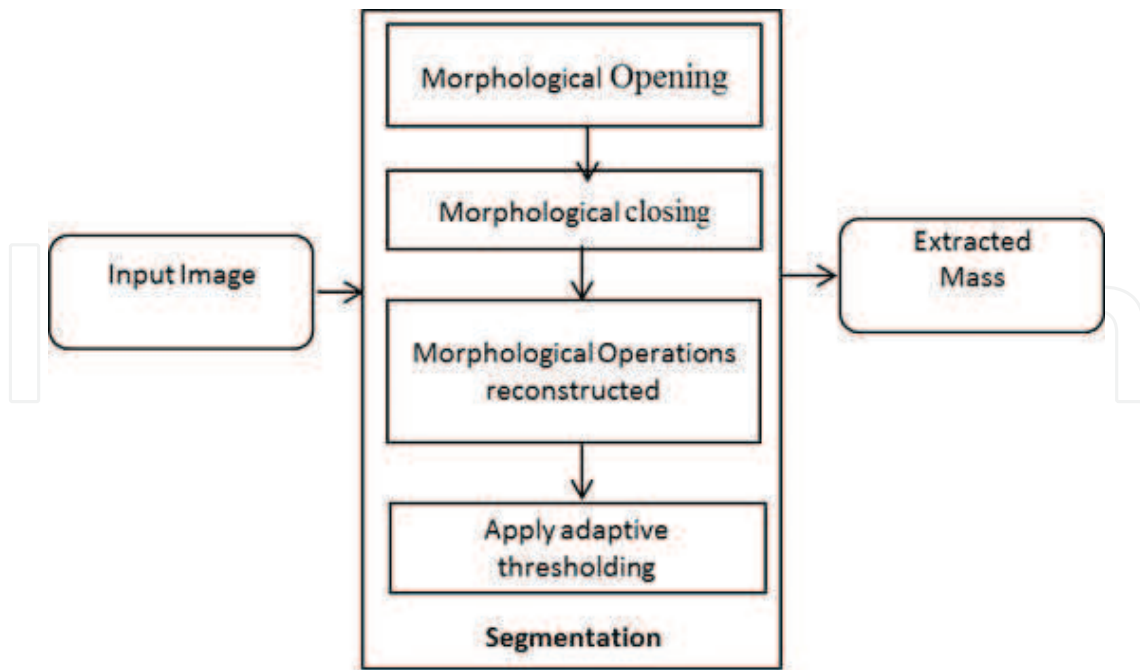 Input Image
Morphological Opening
Morphological closing
Morphological Operations
reconstructed
Apply adaptive
thresholding
Segmentation
Extracted
Mass